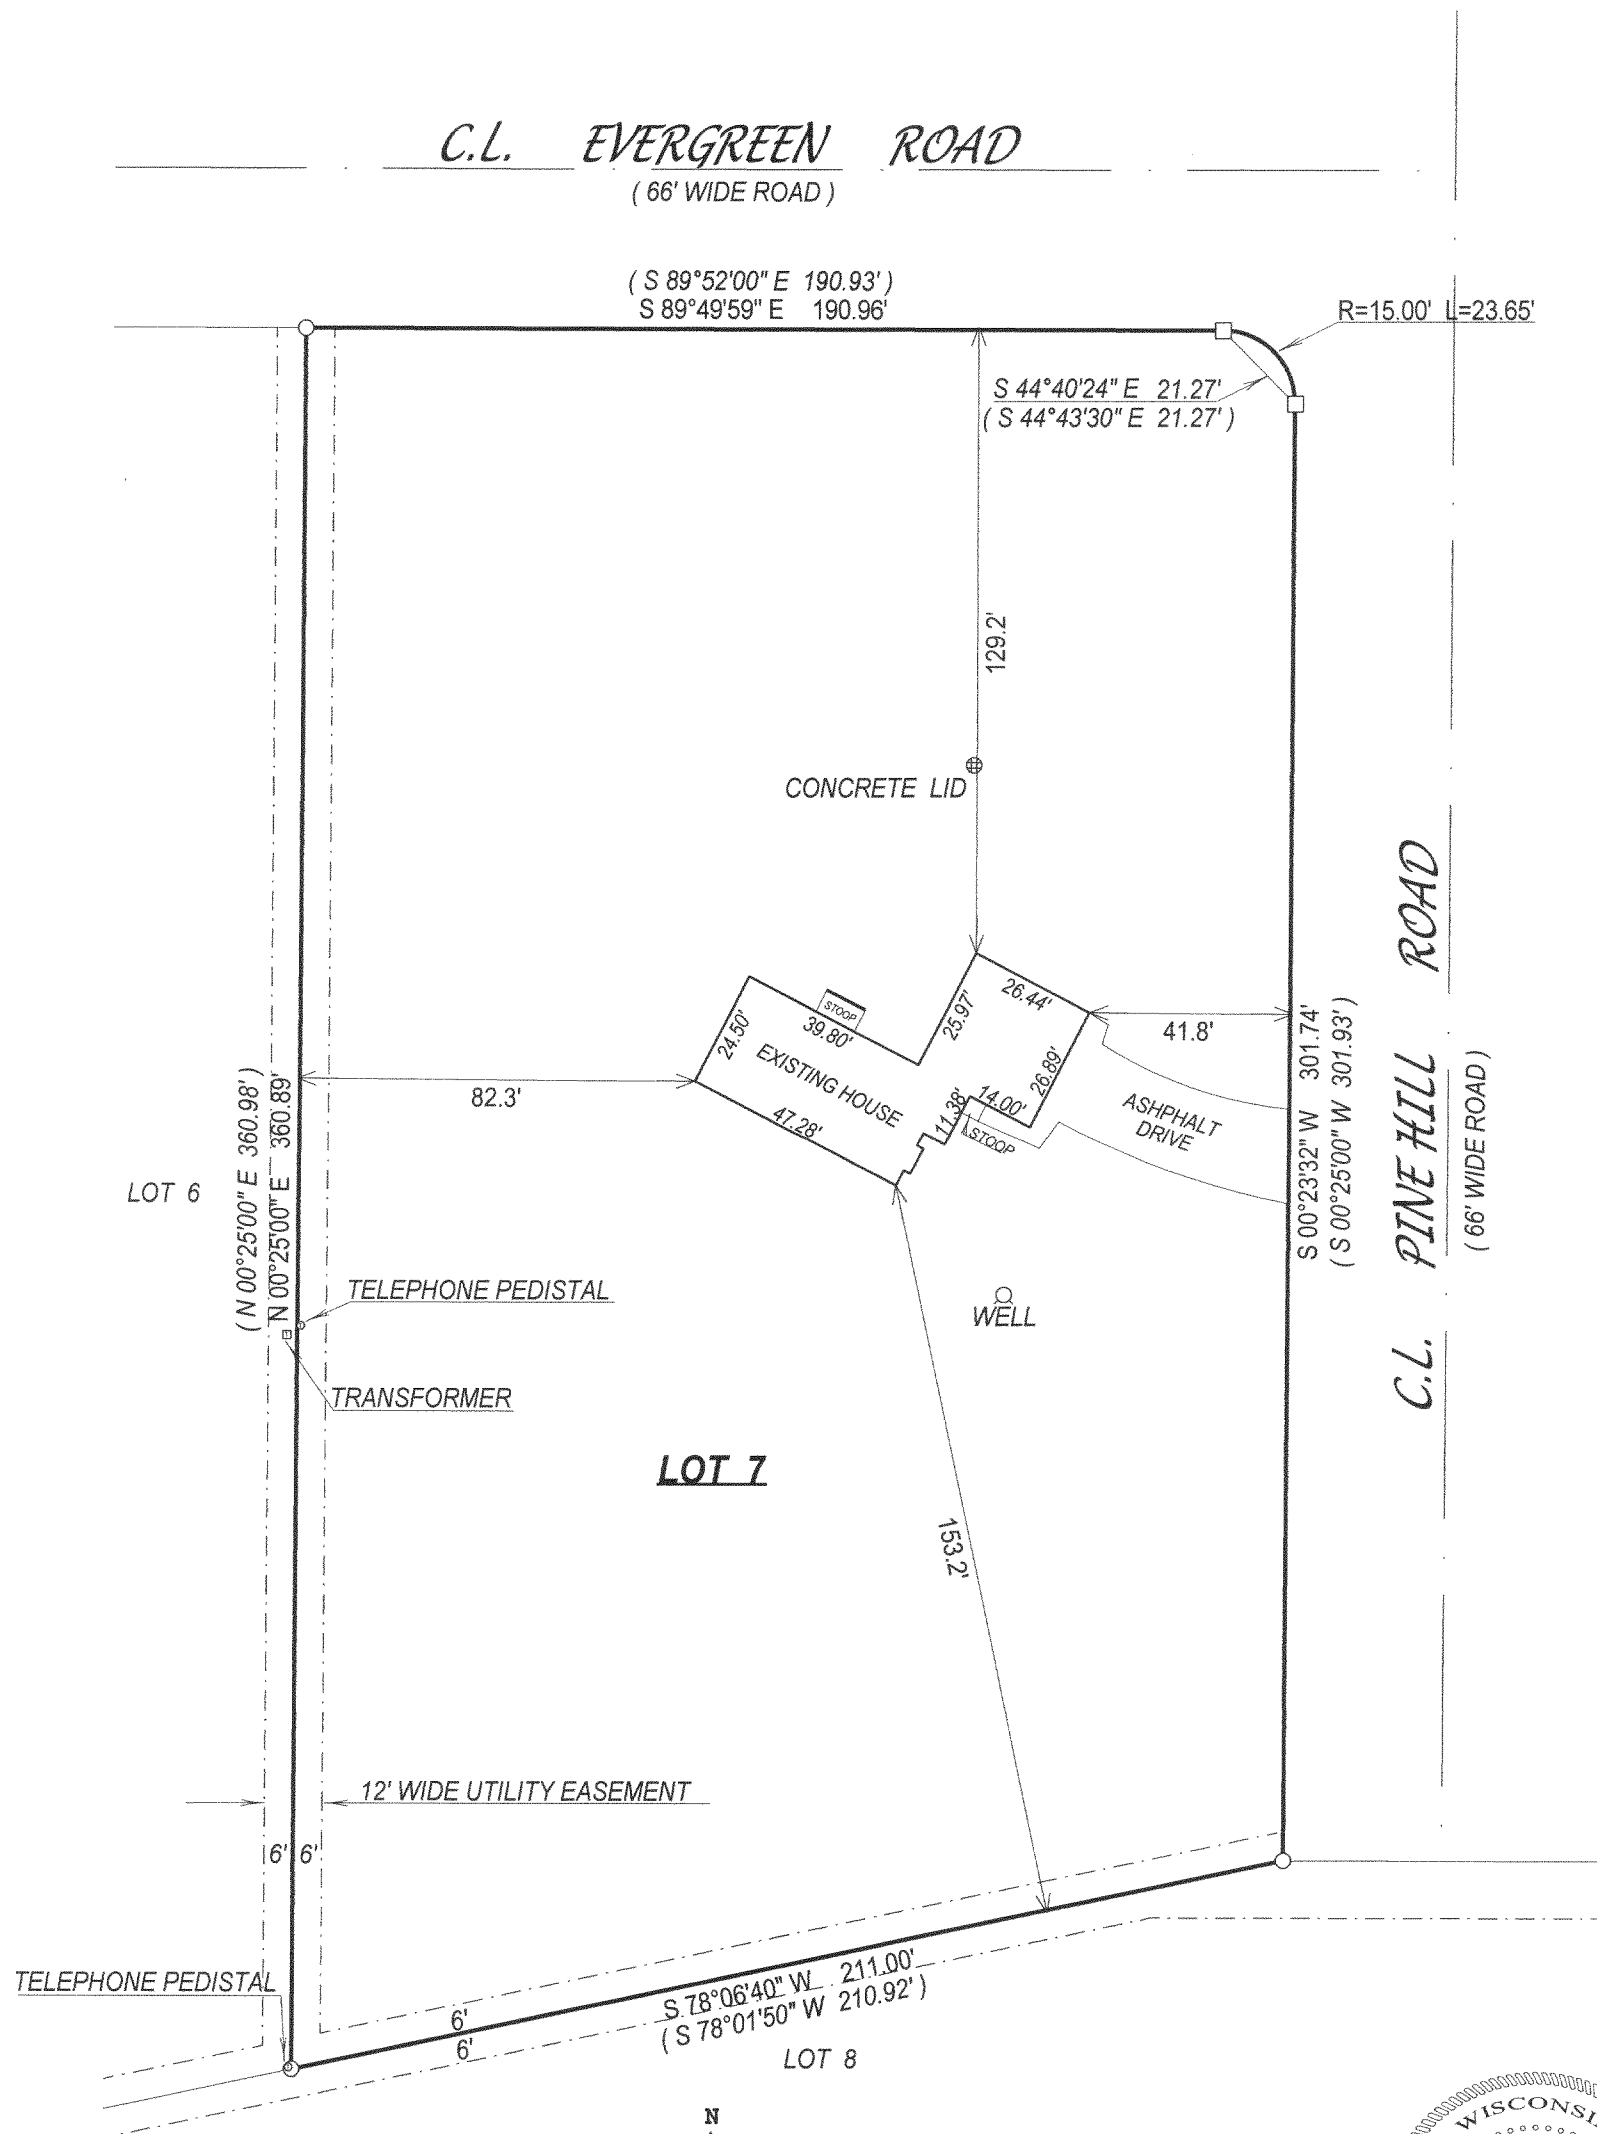 C.L. EVERGREEN ROAD
( 66' WIDE ROAD )
( S 89°52'00" E 190.93' )
S 89°49'59" E 190.96'
R=15.00' L=23.65'
S 44°40'24" E 21.27'
( S 44°43'30" E 21.27' )
129.2'
CONCRETE LID
26.44'
25.97'
STOOP
39.80'
24.50'
EXISTING HOUSE
47.28'
11.38'
14.00'
26.89'
STOOP
41.8'
82.3'
ASHPHALT
DRIVE
S 00°23'32" W 301.74'
( S 00°25'00" W 301.93' )
C.L. PINE HILL ROAD
( 66' WIDE ROAD )
( N 00°25'00" E 360.98' )
N 00°25'00" E 360.89'
LOT 6
TELEPHONE PEDISTAL
WELL
TRANSFORMER
LOT 7
153.2'
12' WIDE UTILITY EASEMENT
6' 6'
TELEPHONE PEDISTAL
6'
6'
S 78°06'40" W 211.00'
( S 78°01'50" W 210.92' )
LOT 8
N